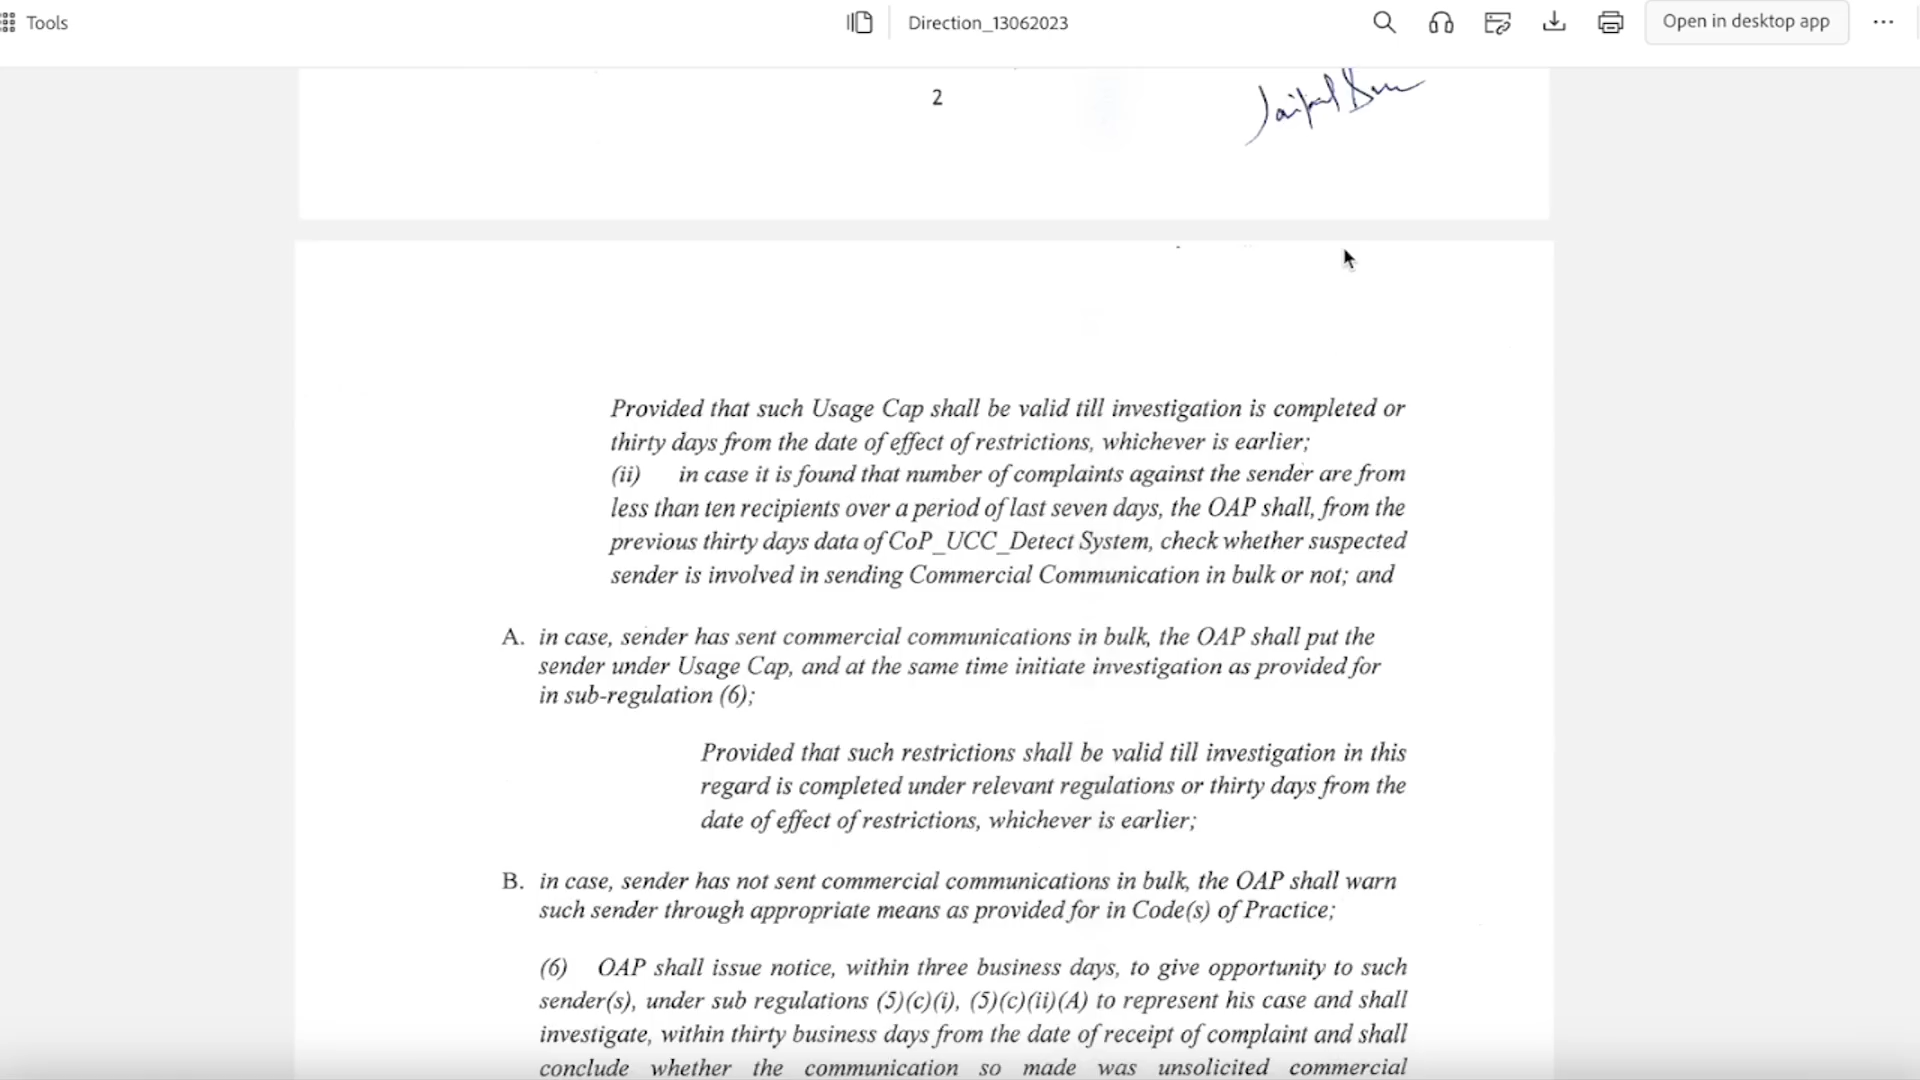 Tools
Direction_13062023
Open in desktop app
2
Provided that such Usage Cap shall be valid till investigation is completed or
thirty days from the date of effect of restrictions, whichever is earlier;
(ii) in case it is found that number of complaints against the sender are from
less than ten recipients over a period of last seven days, the OAP shall, from the
previous thirty days data of CoP_UCC_Detect System, check whether suspected
sender is involved in sending Commercial Communication in bulk or not; and
A. in case, sender has sent commercial communications in bulk, the OAP shall put the
sender under Usage Cap, and at the same time initiate investigation as provided for
in sub-regulation (6);
Provided that such restrictions shall be valid till investigation in this
regard is completed under relevant regulations or thirty days from the
date of effect of restrictions, whichever is earlier;
B. in case, sender has not sent commercial communications in bulk, the OAP shall warn
such sender through appropriate means as provided for in Code(s) of Practice;
(6) OAP shall issue notice, within three business days, to give opportunity to such
sender(s), under sub regulations (5)(c)(i), (5)(c)(ii)(A) to represent his case and shall
investigate, within thirty business days from the date of receipt of complaint and shall
conclude whether the communication so made was unsolicited commercial